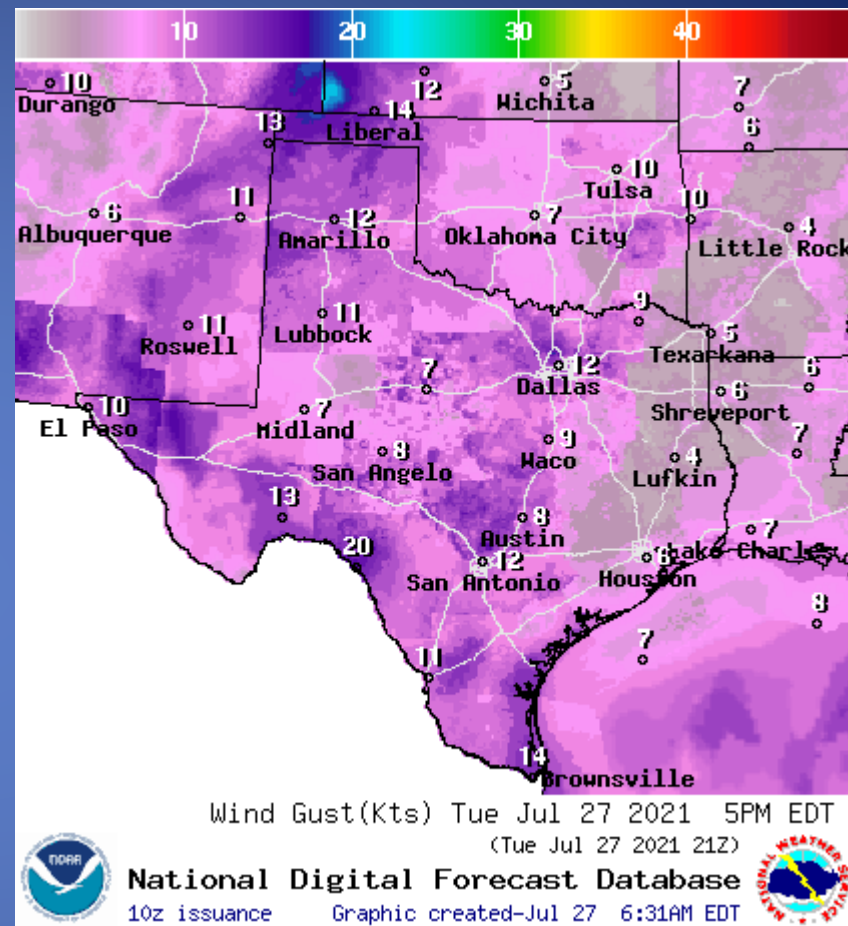 10 20 30 40
10 12 5 7
Durango Wichita
14
Liberal
13 6
10
Tulsa
6 11 12 7 10 4
Albuquerque Amarillo Oklahoma City Little Rock
11 11 9
Roswell Lubbock
5
Texarkana
7 12 6
Dallas
10 7 6
El Paso Midland Shreveport
8 9 4 7
San Angelo Waco Lufkin
13 8 7
Austin
20 12 6 Lake Charles
San Antonio Houston
7 8
11
14
Brownsville
Wind Gust(Kts) Tue Jul 27 2021 5PM EDT
(Tue Jul 27 2021 21Z)
NOAA
National Digital Forecast Database
10z issuance Graphic created-Jul 27 6:31AM EDT
NATIONAL WEATHER SERVICE